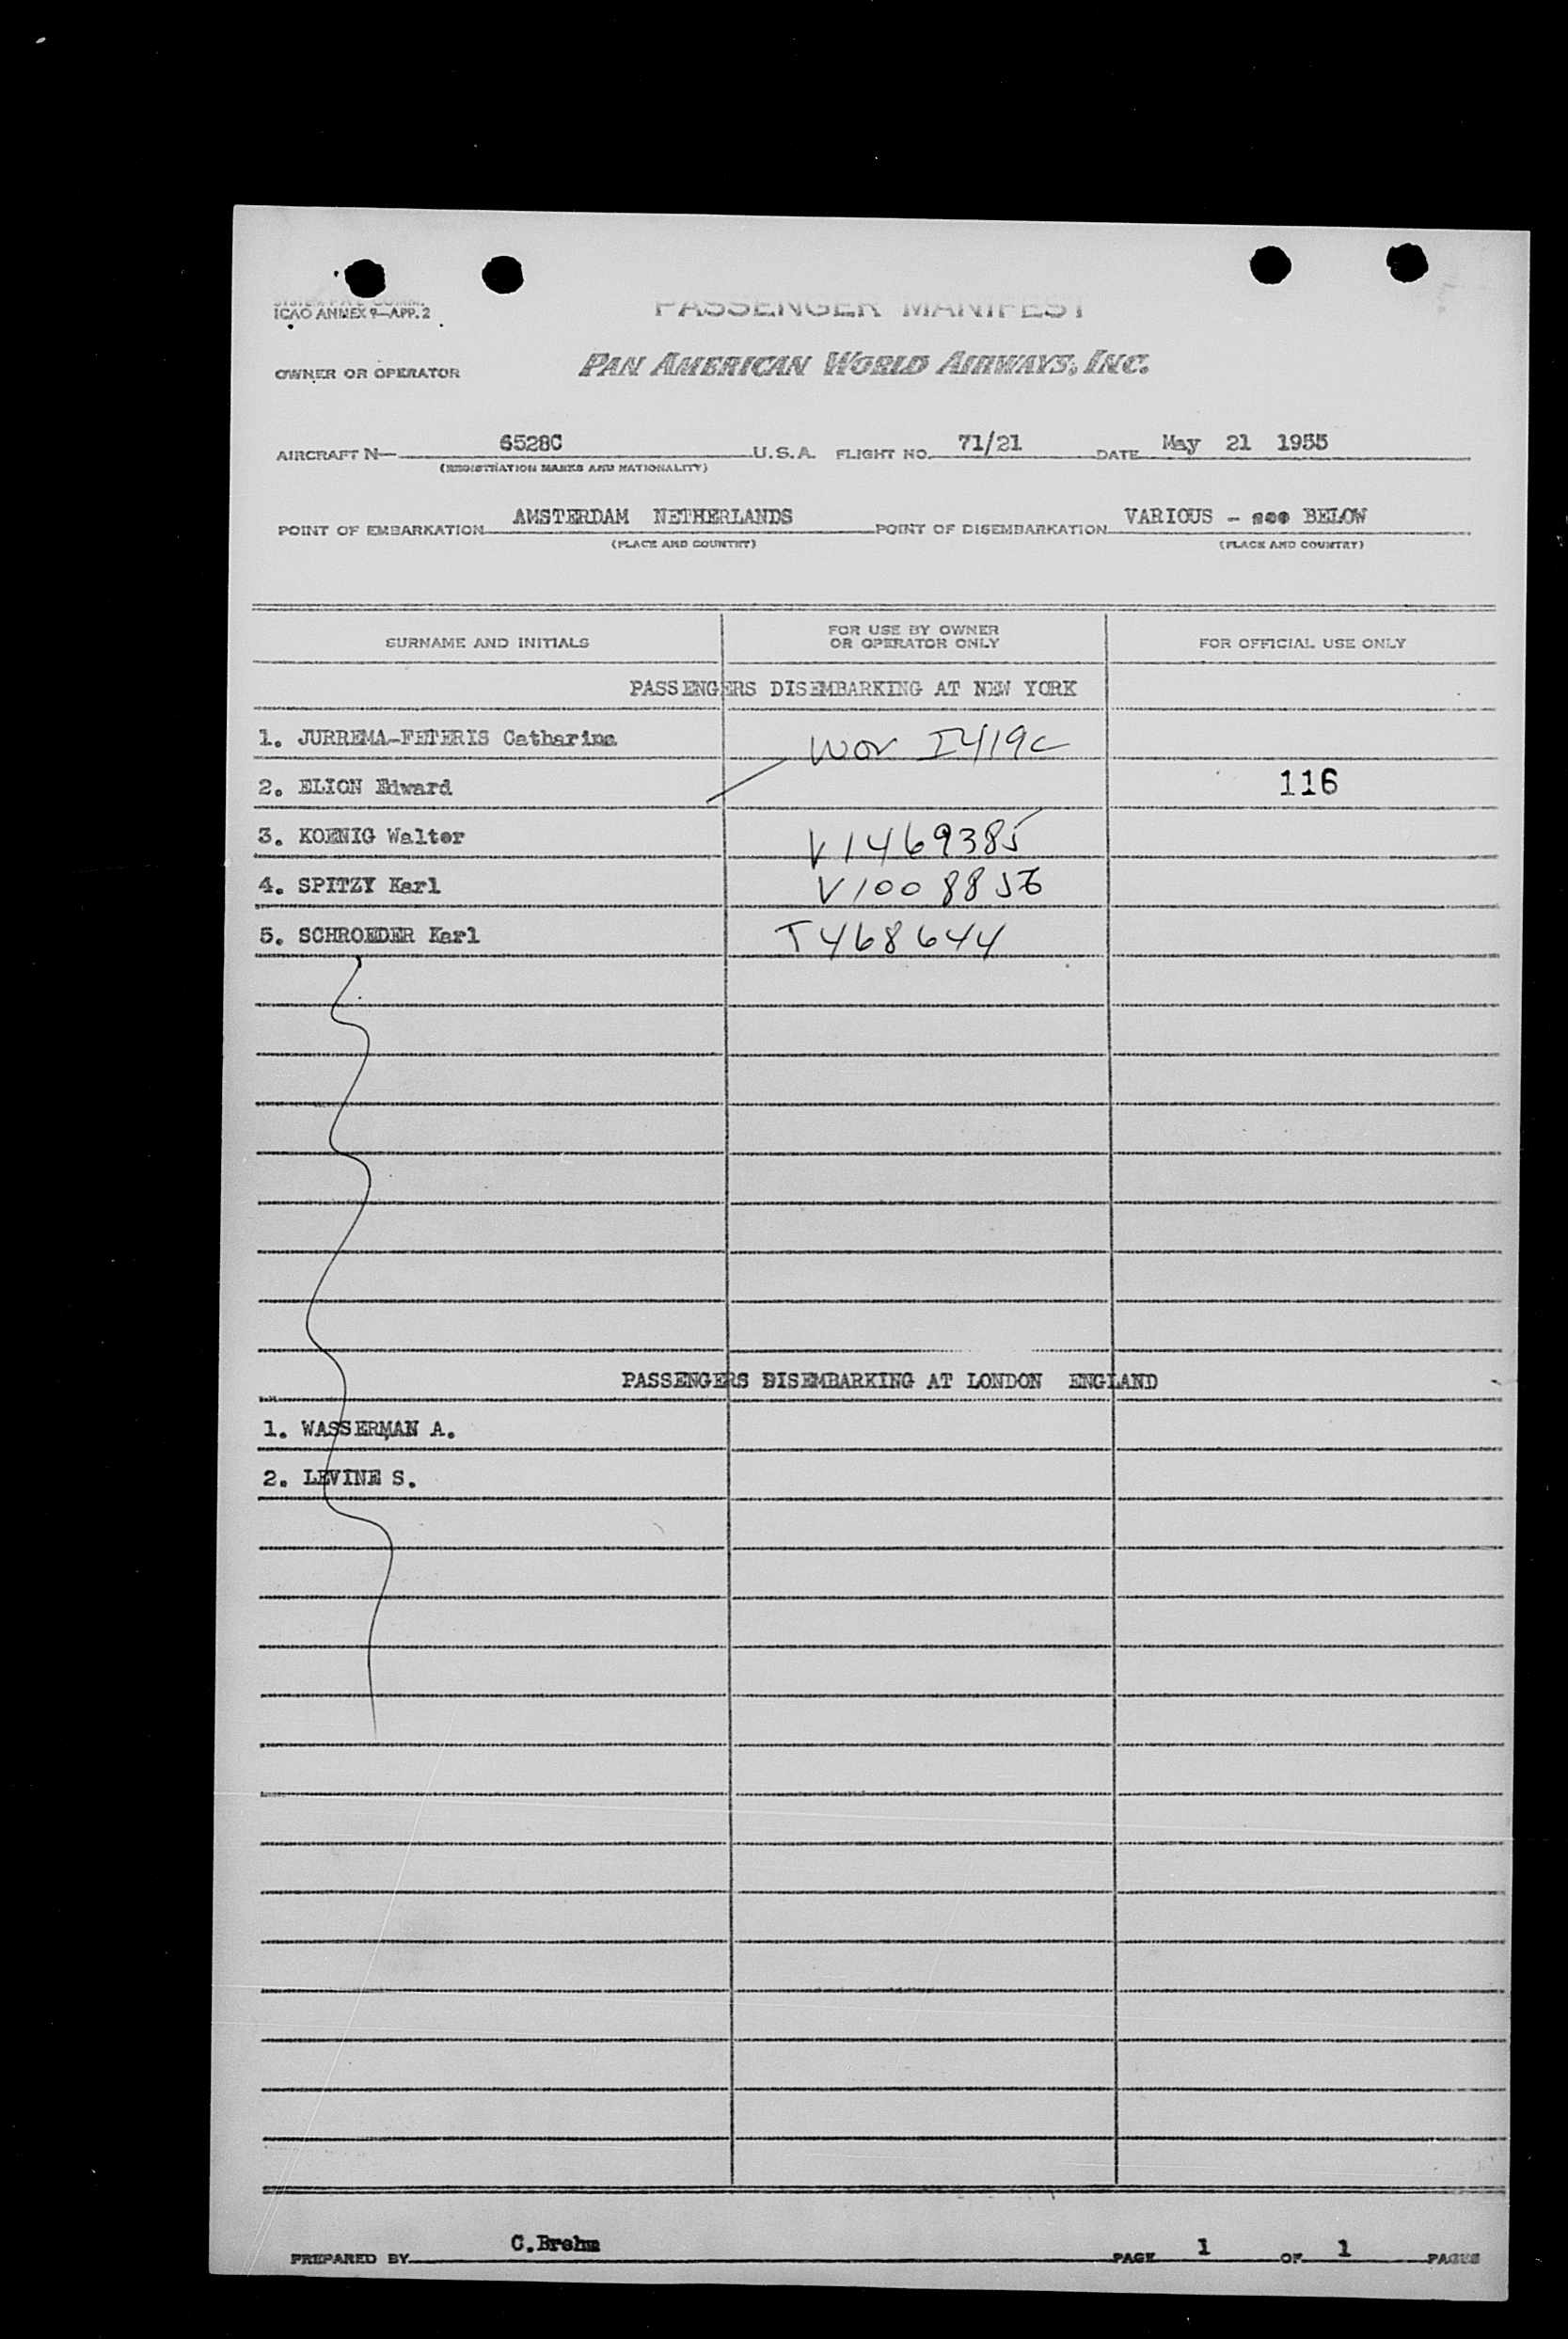 ICAO ANNEX 9—APP. 2
PASSENGER MANIFEST
OWNER OR OPERATOR PAN AMERICAN WORLD AIRWAYS, INC.
AIRCRAFT N— 6528C U.S.A. FLIGHT NO. 71/21 DATE May 21 1955
(REGISTRATION MARKS AND NATIONALITY)
POINT OF EMBARKATION AMSTERDAM NETHERLANDS POINT OF DISEMBARKATION VARIOUS - see BELOW
(PLACE AND COUNTRY) (PLACE AND COUNTRY)
SURNAME AND INITIALS FOR USE BY OWNER OR OPERATOR ONLY FOR OFFICIAL USE ONLY
PASSENGERS DISEMBARKING AT NEW YORK
1. JURREMA-FETERIS Catharina I419c
2. ELION Edward 116
3. KOENIG Walter V1469385
4. SPITZY Karl V1008856
5. SCHROEDER Karl T468644
PASSENGERS DISEMBARKING AT LONDON ENGLAND
1. WASSERMAN A.
2. LEVINE S.
PREPARED BY C.Brehm PAGE 1 OF 1 PAGES